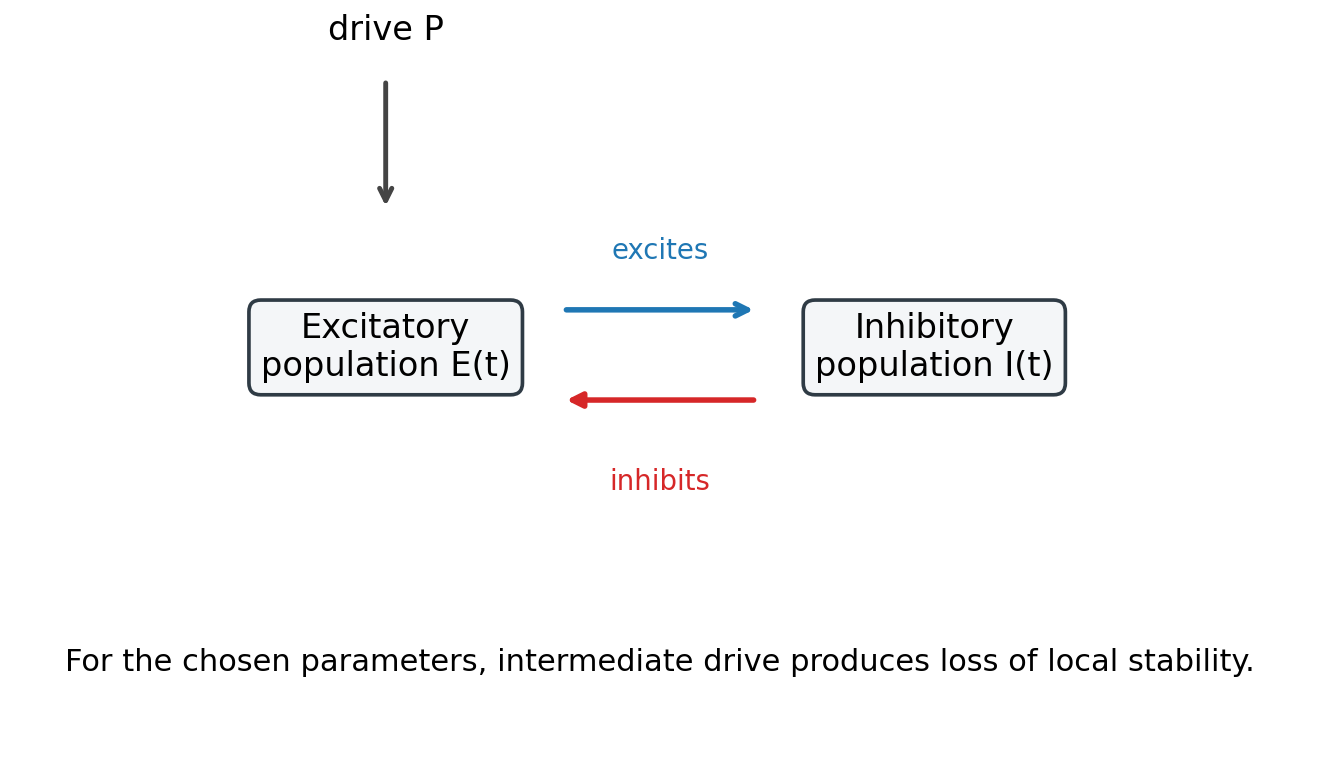 drive P
excites
Excitatory
population E(t)
Inhibitory
population I(t)
inhibits
For the chosen parameters, intermediate drive produces loss of local stability.